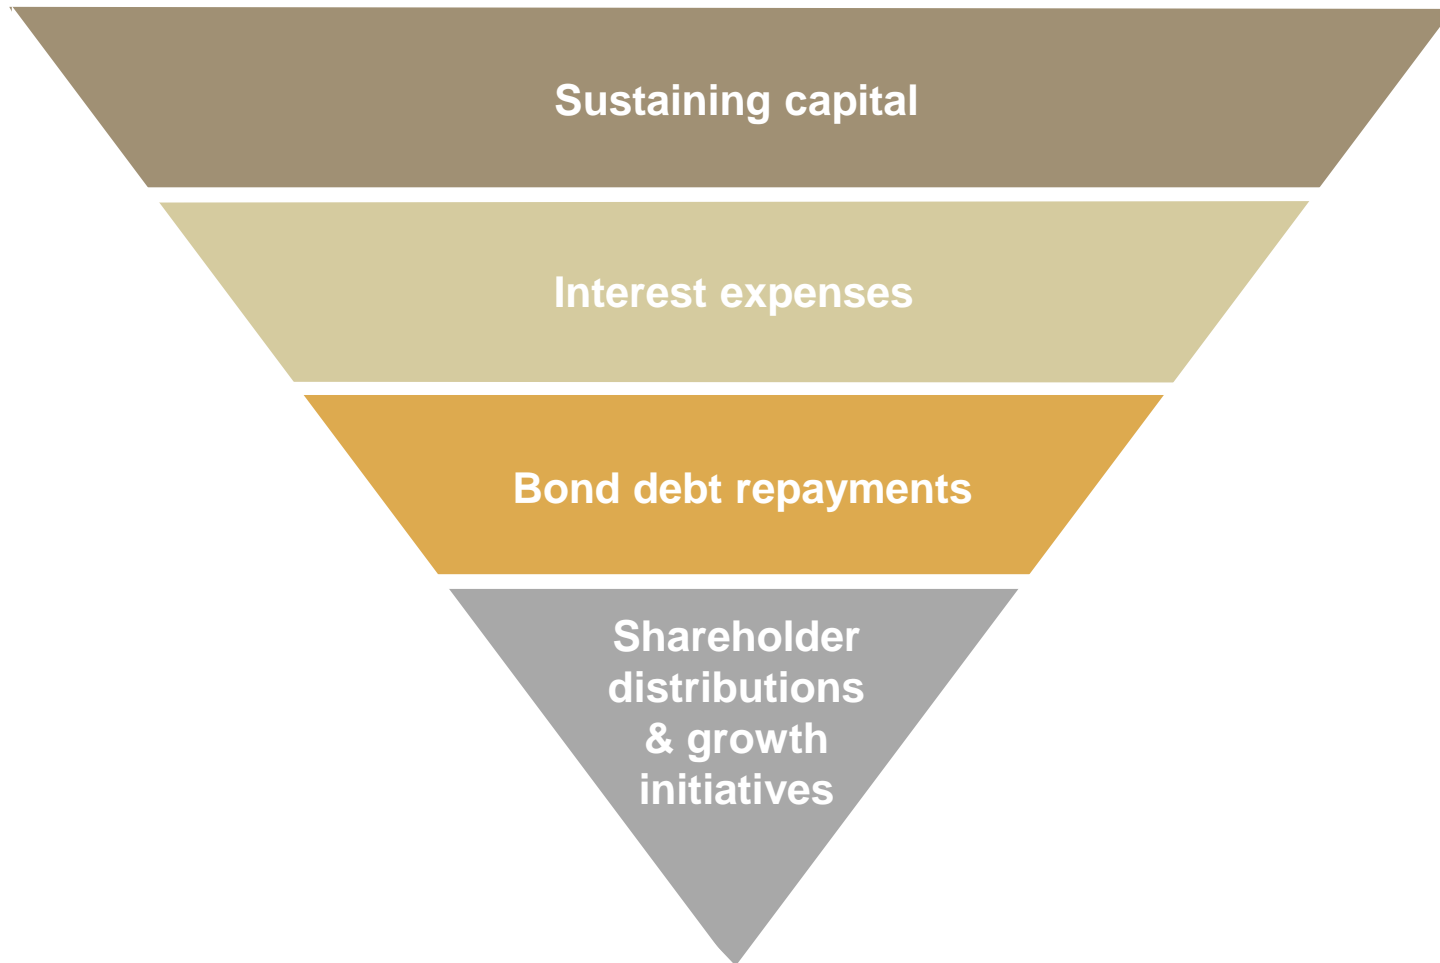 Sustaining capital
Interest expenses
Bond debt repayments
Shareholder
distributions
& growth
initiatives